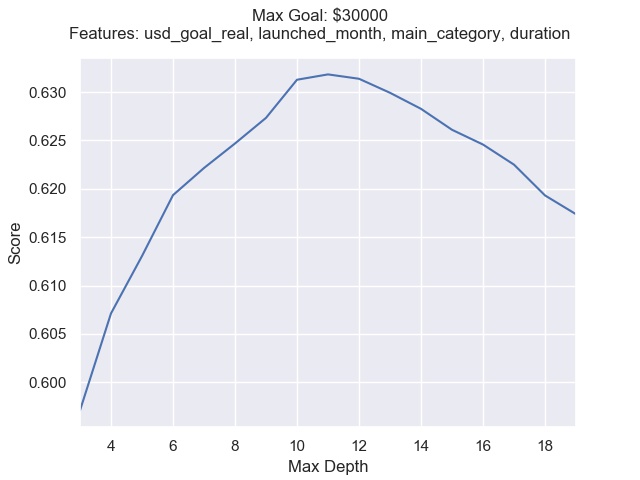 Max Goal: $30000
Features: usd_goal_real, launched_month, main_category, duration
0.630
0.625
0.620
0.615
0.610
0.605
0.600
Score
4 6 8 10 12 14 16 18
Max Depth